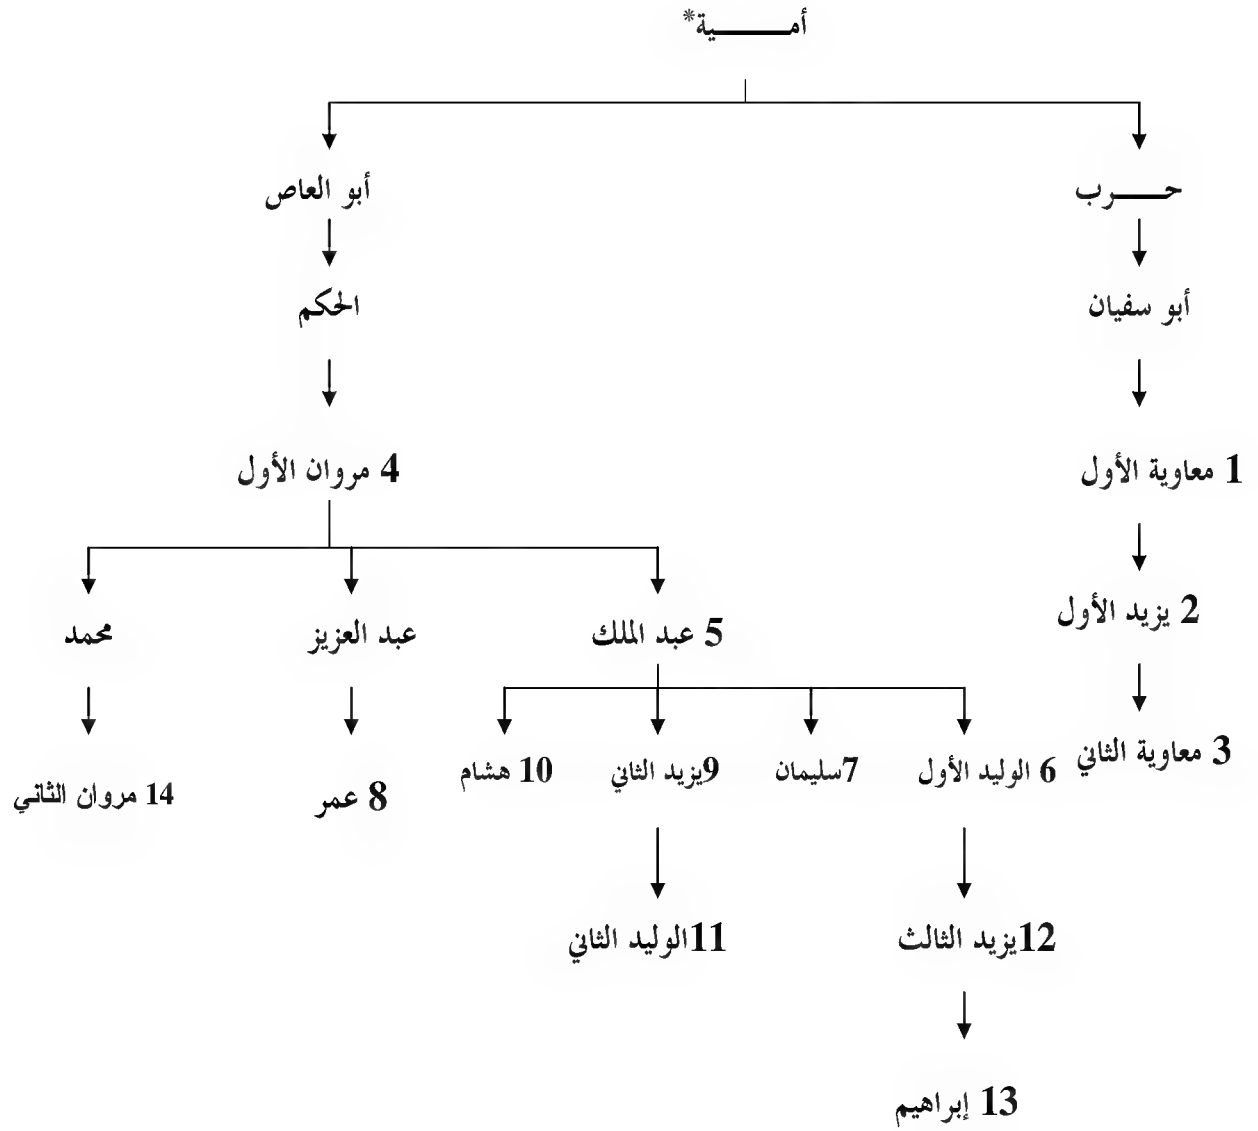 أمـــــــية*
حـــــرب
أبو العاص
أبو سفيان
الحكم
1 معاوية الأول
4 مروان الأول
2 يزيد الأول
5 عبد الملك
عبد العزيز
محمد
3 معاوية الثاني
6 الوليد الأول
7سليمان
9يزيد الثاني
10 هشام
8 عمر
14 مروان الثاني
12يزيد الثالث
11الوليد الثاني
13 إبراهيم